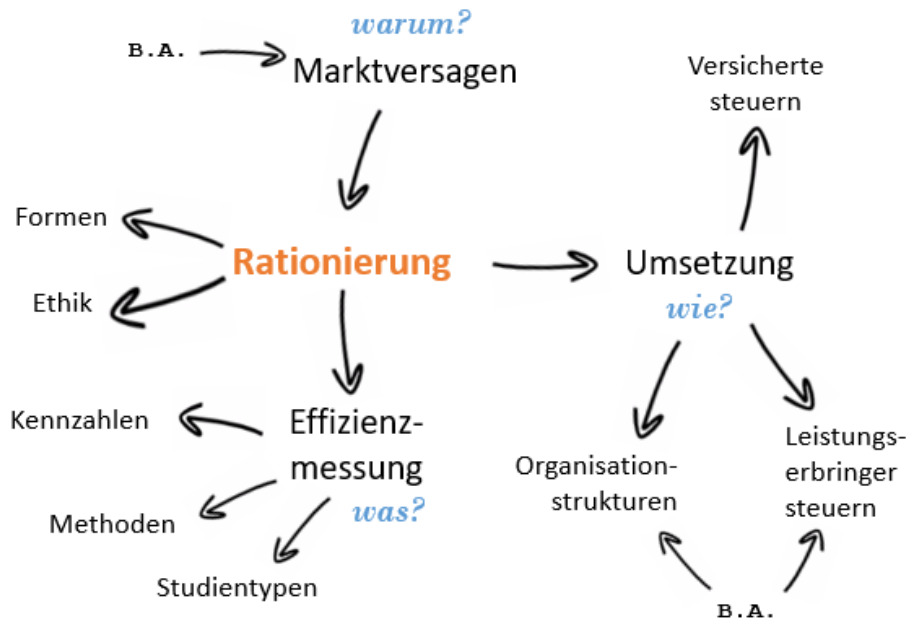 warum?
B.A.
Marktversagen
Versicherte
steuern
Formen
Rationierung
Umsetzung
Ethik
wie?
Kennzahlen
Effizienz-
messung
was?
Methoden
Studientypen
Organisation-
strukturen
Leistungs-
erbringer
steuern
B.A.